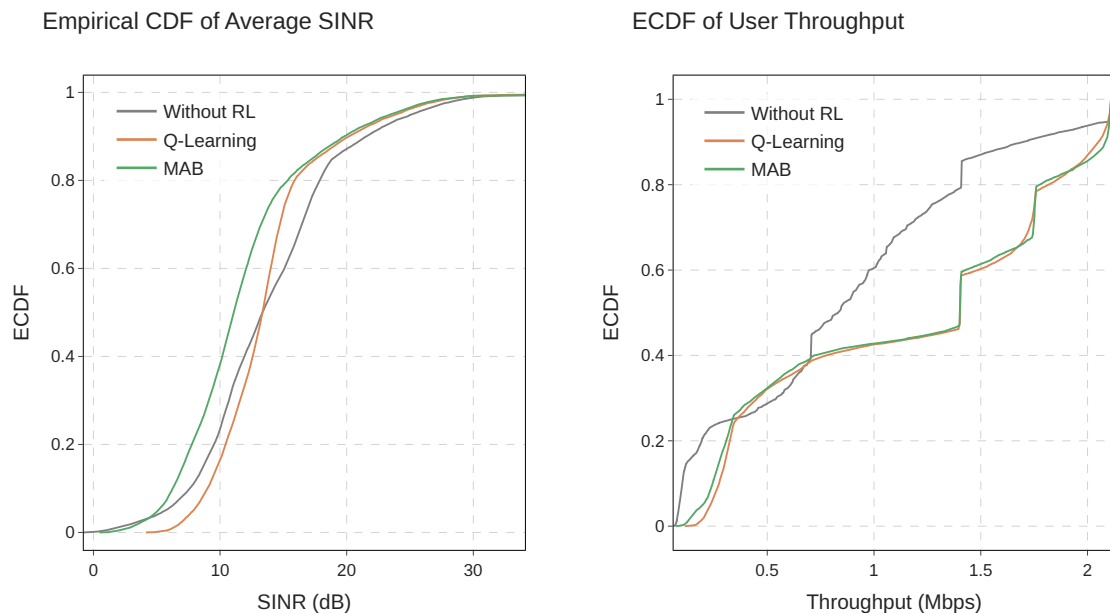 Empirical CDF of Average SINR
1
0.8
0.6
0.4
0.2
0
ECDF
Without RL
Q-Learning
MAB
0
10
20
30
SINR (dB)
ECDF of User Throughput
1
0.8
0.6
0.4
0.2
0
ECDF
Without RL
Q-Learning
MAB
0.5
1
1.5
2
Throughput (Mbps)